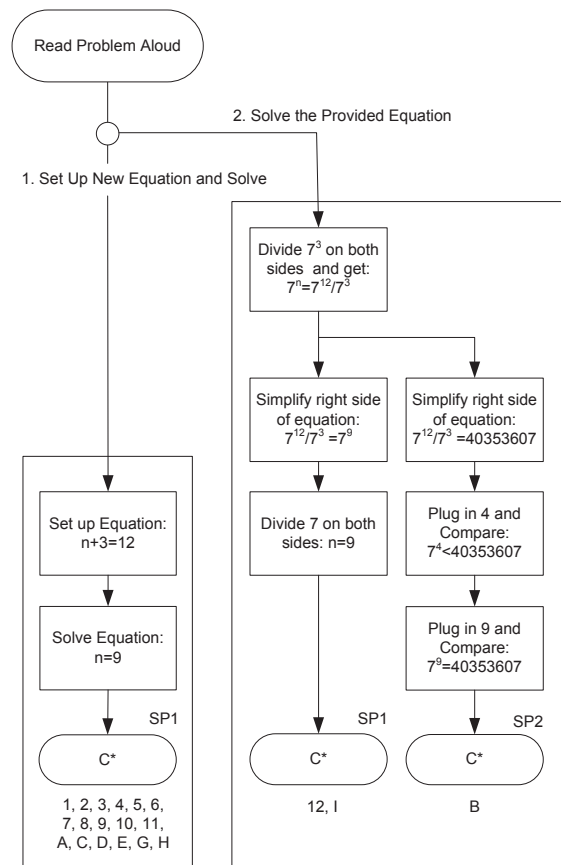 Read Problem Aloud
2. Solve the Provided Equation
1. Set Up New Equation and Solve
Divide 7³ on both
sides and get:
7ⁿ=7¹²/7³
Simplify right side
of equation:
7¹²/7³ =7⁹
Divide 7 on both
sides: n=9
Simplify right side
of equation:
7¹²/7³ =40353607
Plug in 4 and
Compare:
7⁴<40353607
Plug in 9 and
Compare:
7⁹=40353607
Set up Equation:
n+3=12
Solve Equation:
n=9
SP1
C*
1, 2, 3, 4, 5, 6,
7, 8, 9, 10, 11,
A, C, D, E, G, H
SP1
C*
12, I
SP2
C*
B